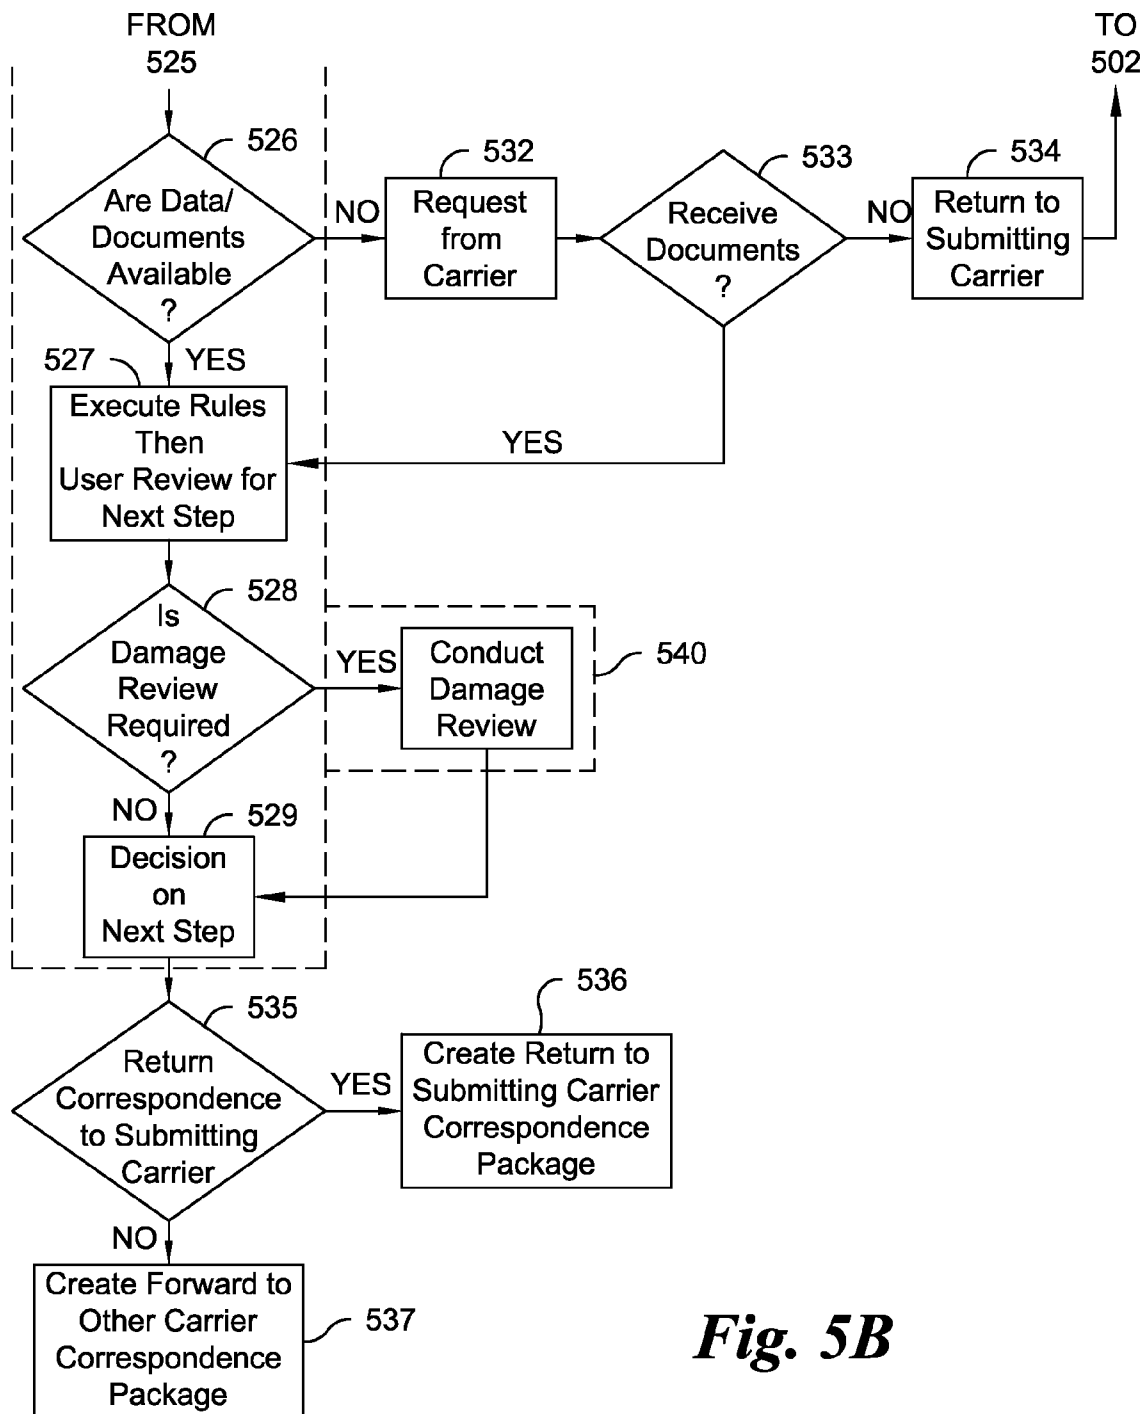 FROM
525
TO
502
526
Are Data/
Documents
Available
?
NO
532
Request
from
Carrier
533
Receive
Documents
?
NO
534
Return to
Submitting
Carrier
YES
527
Execute Rules
Then
User Review for
Next Step
YES
528
Is
Damage
Review
Required
?
YES
Conduct
Damage
Review
540
NO
529
Decision
on
Next Step
535
Return
Correspondence
to Submitting
Carrier
YES
536
Create Return to
Submitting Carrier
Correspondence
Package
NO
Create Forward to
Other Carrier
Correspondence
Package
537
Fig. 5B